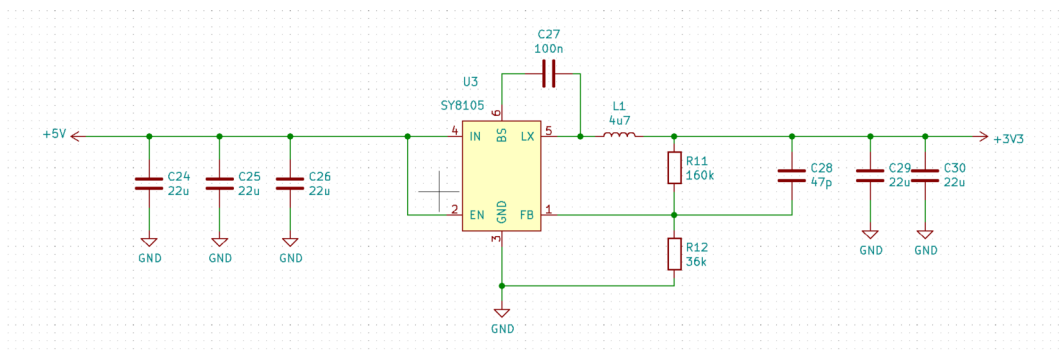 C27
100n
U3
SY8105
L1
4u7
+5V
4
IN
6
BS
LX
5
+3V3
C24
22u
C25
22u
C26
22u
R11
160k
C28
47p
C29
22u
C30
22u
2
EN
GND
3
FB
1
R12
36k
GND
GND
GND
GND
GND
GND